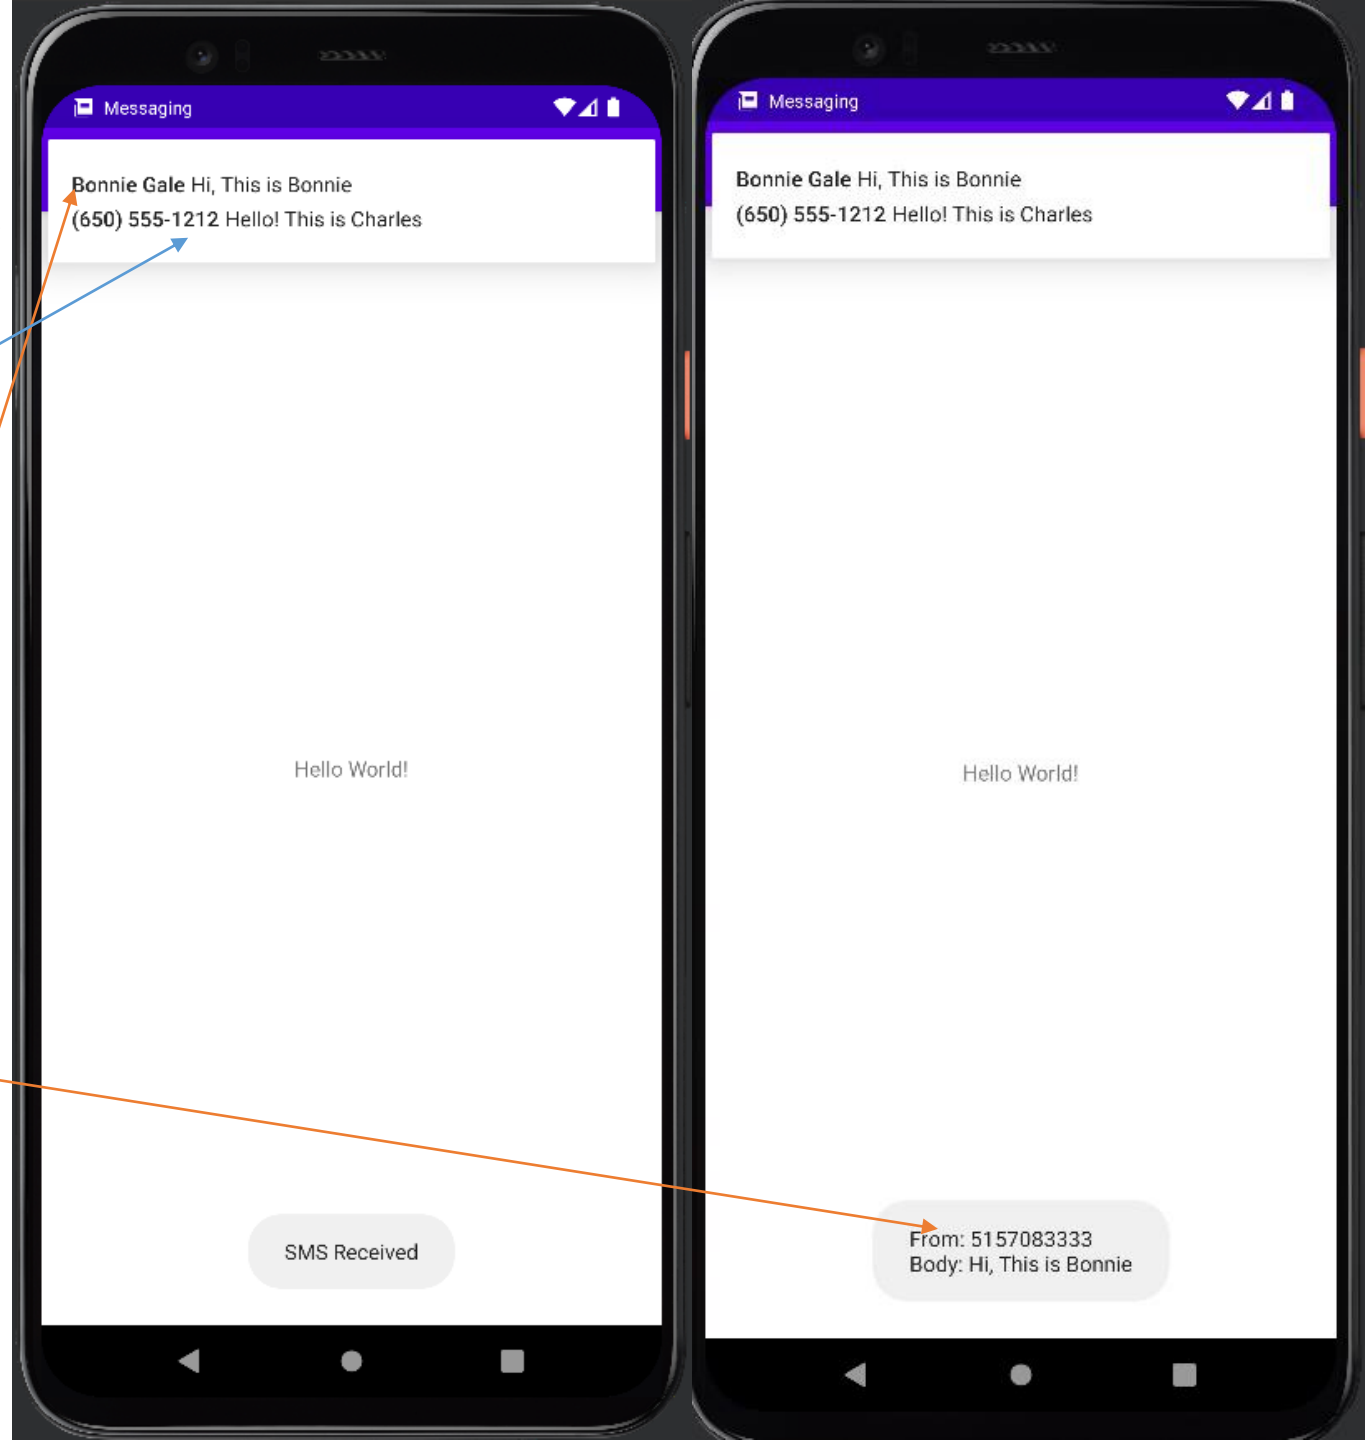 Messaging
Bonnie Gale Hi, This is Bonnie
(650) 555-1212 Hello! This is Charles
Hello World!
SMS Received
Messaging
Bonnie Gale Hi, This is Bonnie
(650) 555-1212 Hello! This is Charles
Hello World!
From: 5157083333
Body: Hi, This is Bonnie